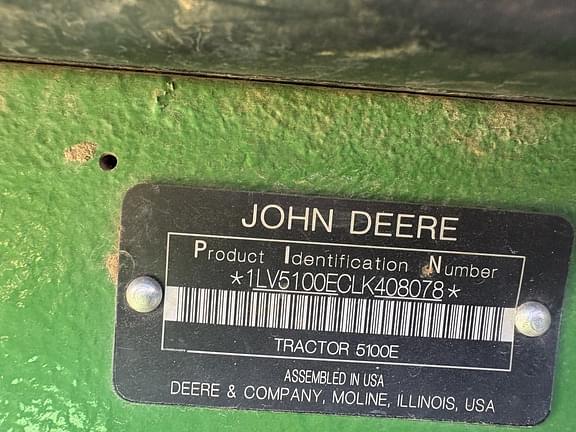 JOHN DEERE
Product Identification Number
*1LV5100ECLK408078*
TRACTOR 5100E
ASSEMBLED IN USA
DEERE & COMPANY, MOLINE, ILLINOIS, USA